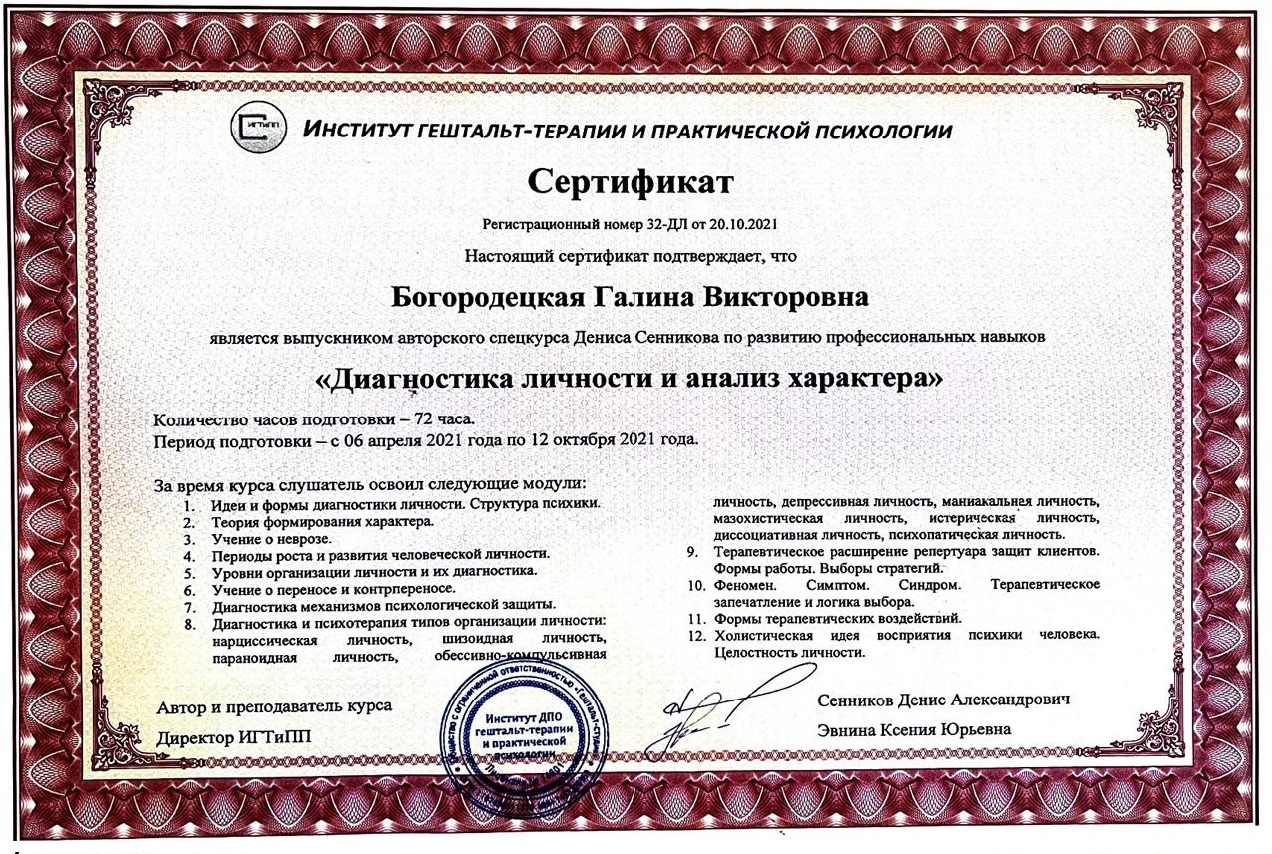 ИГТИПП
ИНСТИТУТ ГЕШТАЛЬТ-ТЕРАПИИ И ПРАКТИЧЕСКОЙ ПСИХОЛОГИИ
Сертификат
Регистрационный номер 32-ДЛ от 20.10.2021
Настоящий сертификат подтверждает, что
Богородецкая Галина Викторовна
является выпускником авторского спецкурса Дениса Сенникова по развитию профессиональных навыков
«Диагностика личности и анализ характера»
Количество часов подготовки – 72 часа.
Период подготовки – с 06 апреля 2021 года по 12 октября 2021 года.
За время курса слушатель освоил следующие модули:
1. Идеи и формы диагностики личности. Структура психики.
2. Теория формирования характера.
3. Учение о неврозе.
4. Периоды роста и развития человеческой личности.
5. Уровни организации личности и их диагностика.
6. Учение о переносе и контрпереносе.
7. Диагностика механизмов психологической защиты.
8. Диагностика и психотерапия типов организации личности:
нарциссическая личность, шизоидная личность,
параноидная личность, обессивно-компульсивная
личность, депрессивная личность, маниакальная личность,
мазохистическая личность, истерическая личность,
диссоциативная личность, психопатическая личность.
9. Терапевтическое расширение репертуара защит клиентов.
Формы работы. Выборы стратегий.
10. Феномен. Симптом. Синдром. Терапевтическое
запечатление и логика выбора.
11. Формы терапевтических воздействий.
12. Холистическая идея восприятия психики человека.
Целостность личности.
Автор и преподаватель курса
Сенников Денис Александрович
Директор ИГТиПП
Эвнина Ксения Юрьевна
Общество с ограниченной ответственностью
Институт ДПО
гештальт-терапии
и практической
психологии